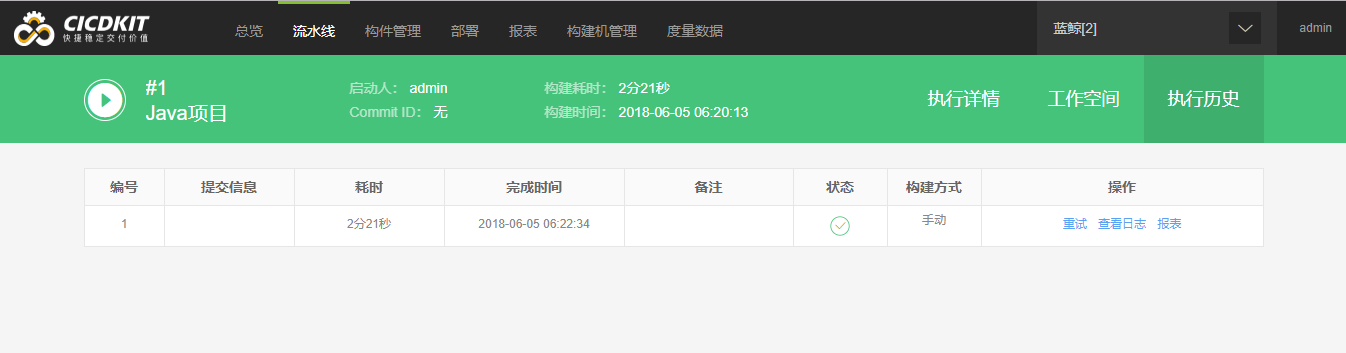 CICDKIT
快捷稳定交付价值
总览 流水线 构件管理 部署 报表 构建机管理 度量数据 蓝鲸[2] admin
#1
Java项目
启动人： admin 构建耗时： 2分21秒
Commit ID： 无 构建时间： 2018-06-05 06:20:13
执行详情 工作空间 执行历史
编号 提交信息 耗时 完成时间 备注 状态 构建方式 操作
1 2分21秒 2018-06-05 06:22:34 手动 重试 查看日志 报表